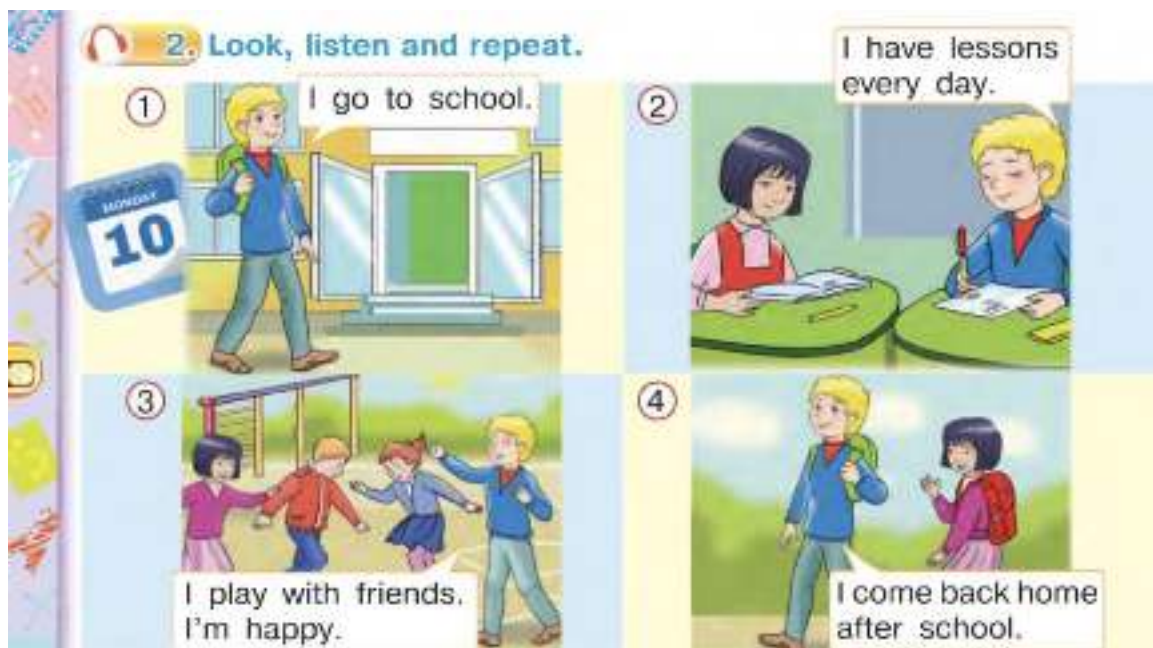 2. Look, listen and repeat.
1
I go to school.
MONDAY
10
2
I have lessons
every day.
3
I play with friends.
I'm happy.
4
I come back home
after school.